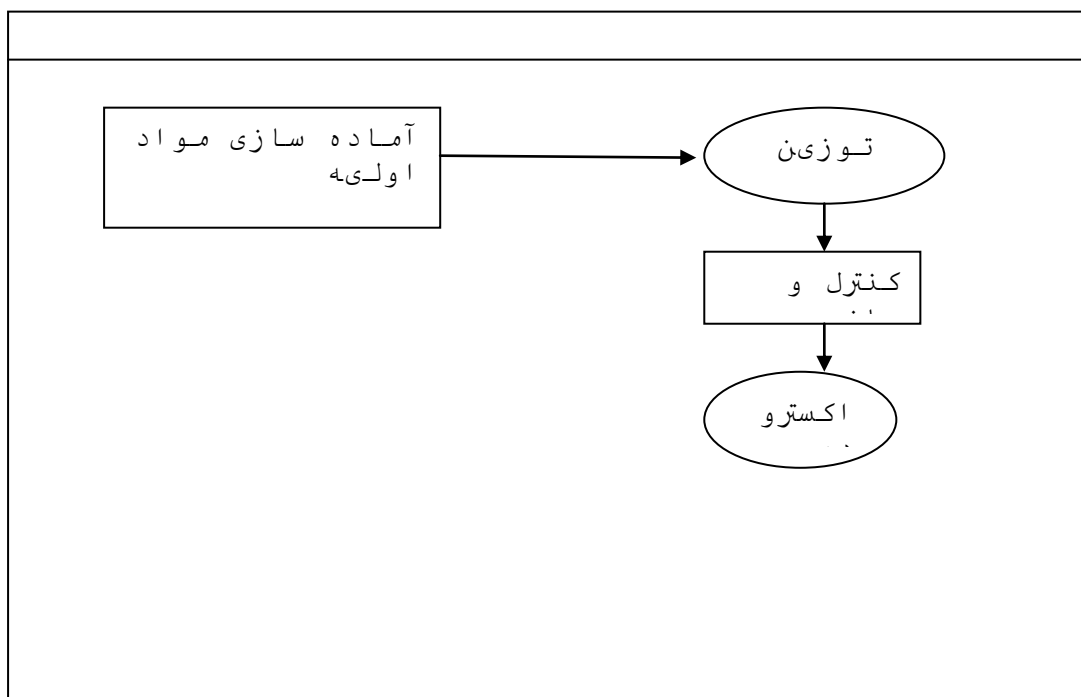 آماده سازی مواد
اولیه
توزین
کنترل و
اکسترو